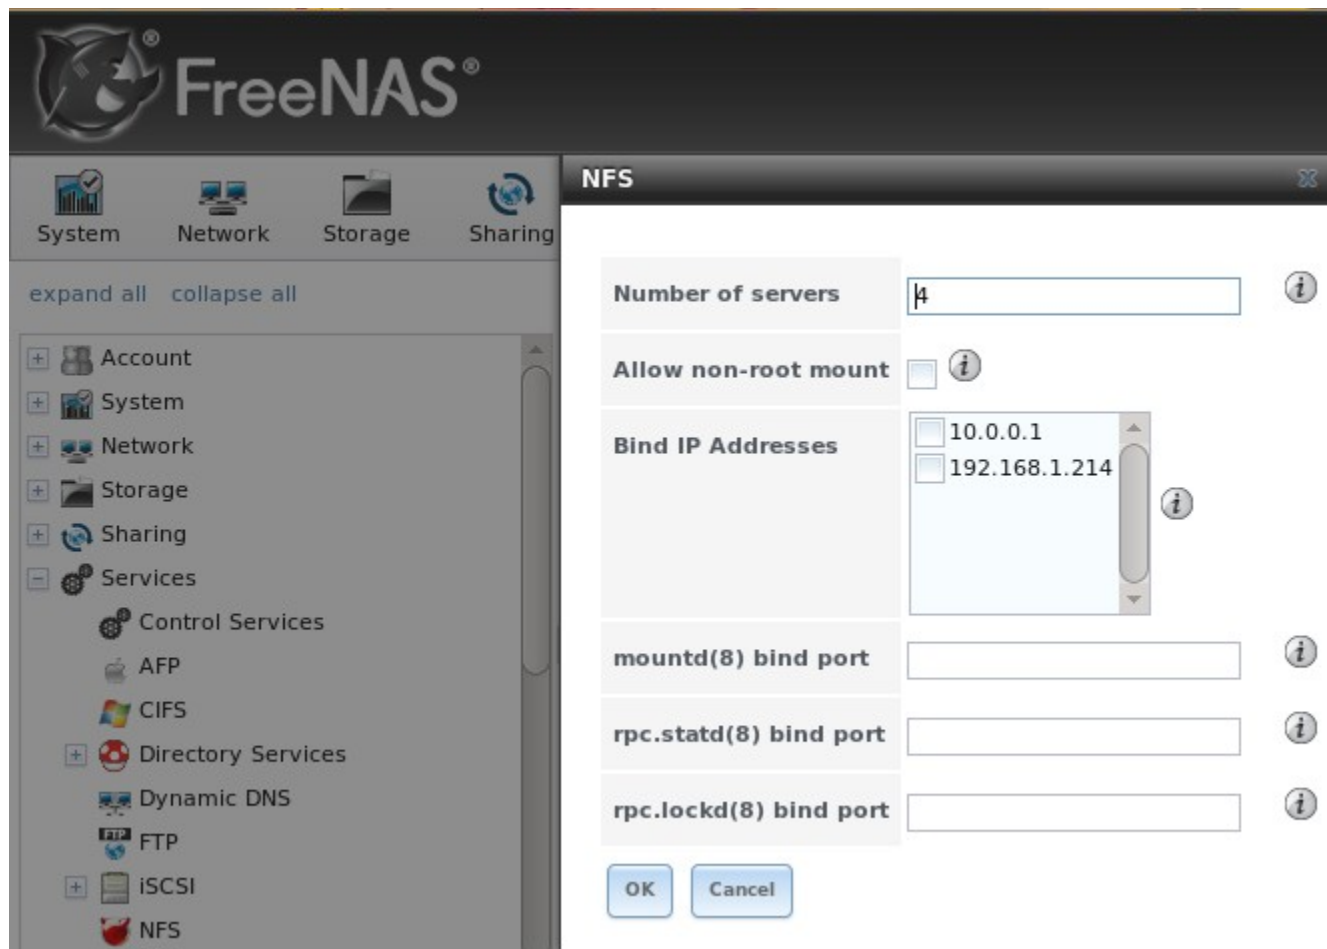 FreeNAS®
System Network Storage Sharing
expand all collapse all
Account
System
Network
Storage
Sharing
Services
Control Services
AFP
CIFS
Directory Services
Dynamic DNS
FTP
iSCSI
NFS
NFS
Number of servers 4
Allow non-root mount
Bind IP Addresses
10.0.0.1
192.168.1.214
mountd(8) bind port
rpc.statd(8) bind port
rpc.lockd(8) bind port
OK Cancel